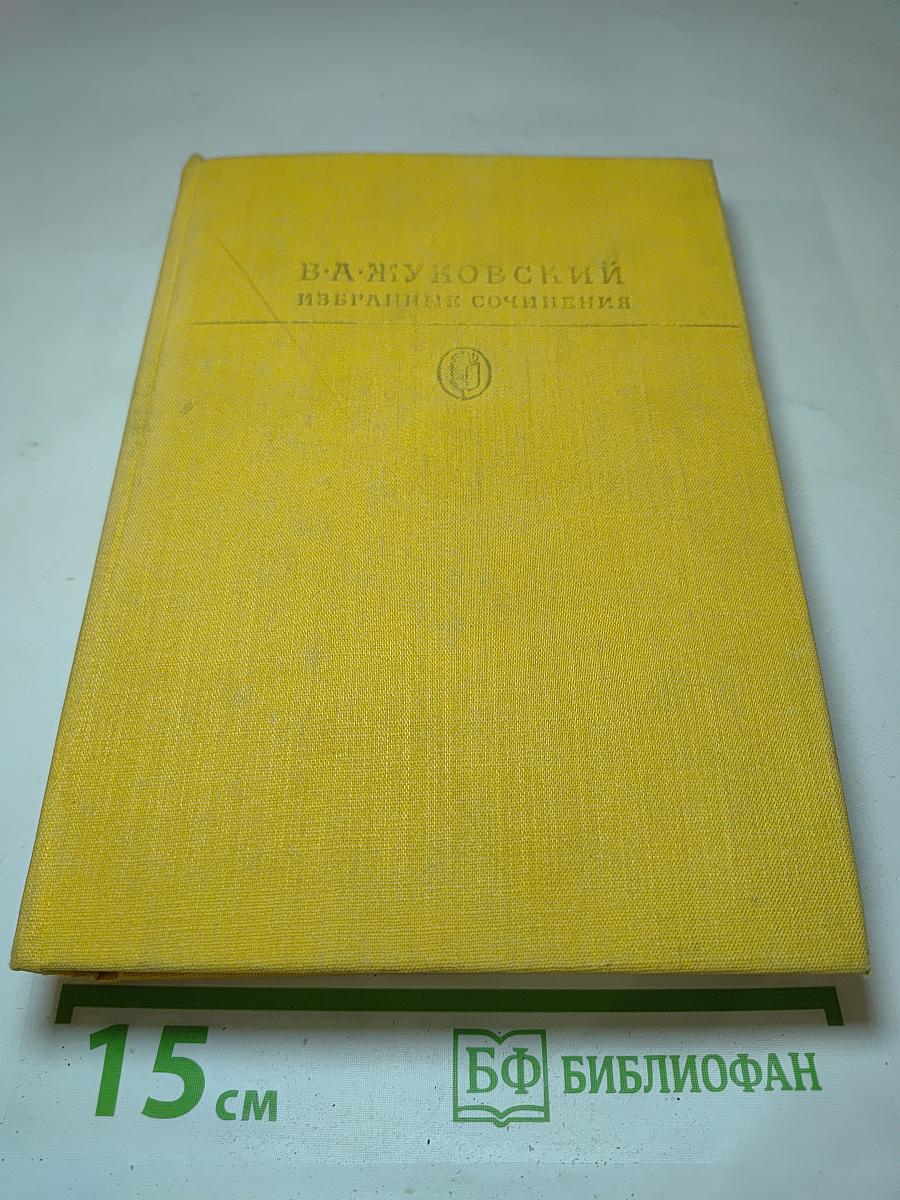 В·А·ЖУКОВСКИЙ
ИЗБРАННЫЕ СОЧИНЕНИЯ
15 см
БФ БИБЛИОФАН